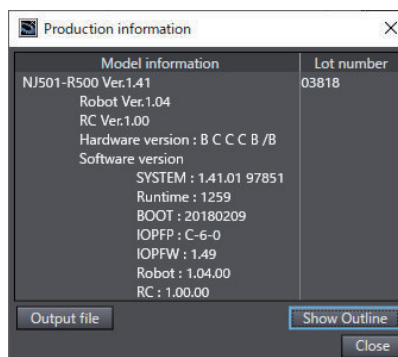 Production information
Model information Lot number
NJ501-R500 Ver.1.41 03818
Robot Ver.1.04
RC Ver.1.00
Hardware version : B C C C B /B
Software version
SYSTEM : 1.41.01 97851
Runtime : 1259
BOOT : 20180209
IOPFP : C-6-0
IOPFW : 1.49
Robot : 1.04.00
RC : 1.00.00
Output file Show Outline
Close